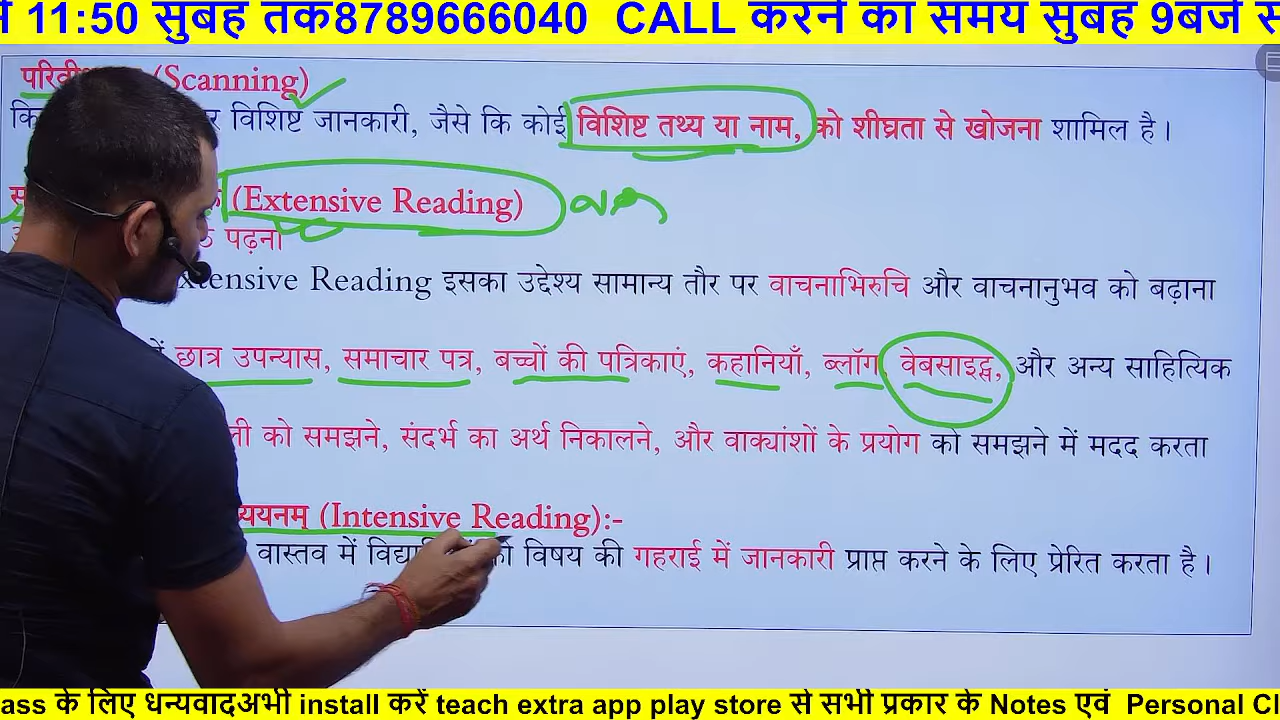 11:50 सुबह तक8789666040 CALL करने का समय सुबह 9बजे
(Scanning)
विशिष्ट जानकारी, जैसे कि कोई विशिष्ट तथ्य या नाम, को शीघ्रता से खोजना शामिल है।
(Extensive Reading)
पढ़ना
Extensive Reading इसका उद्देश्य सामान्य तौर पर वाचनाभिरुचि और वाचनानुभव को बढ़ाना
छात्र उपन्यास, समाचार पत्र, बच्चों की पत्रिकाएं, कहानियाँ, ब्लॉग, वेबसाइट्स, और अन्य साहित्यिक
को समझने, संदर्भ का अर्थ निकालने, और वाक्यांशों के प्रयोग को समझने में मदद करता
(Intensive Reading):-
वास्तव में को विषय की गहराई में जानकारी प्राप्त करने के लिए प्रेरित करता है।
के लिए धन्यवादअभी install करें teach extra app play store से सभी प्रकार के Notes एवं Personal